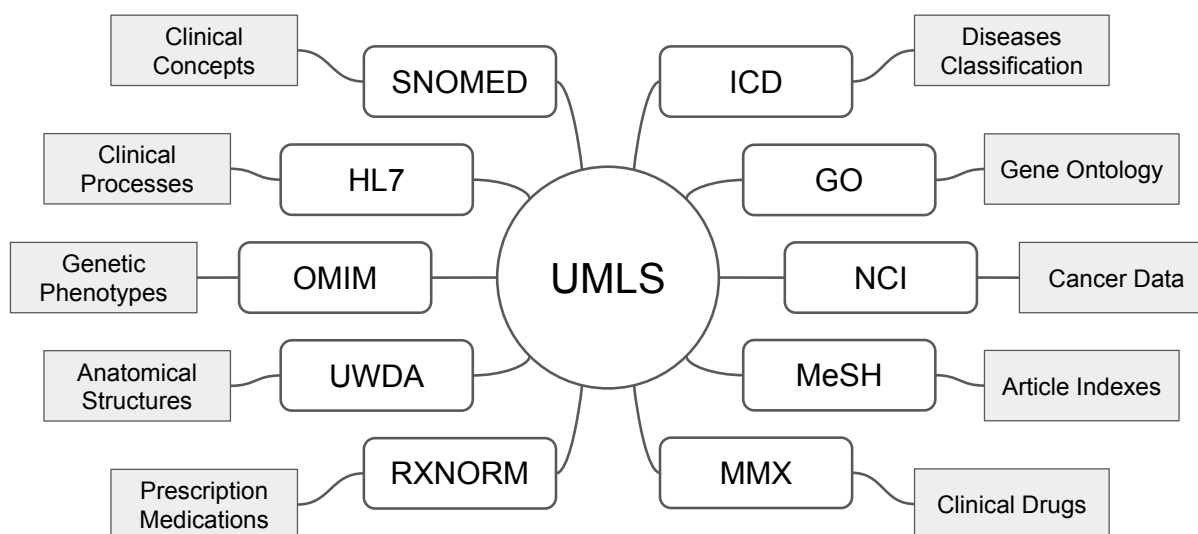 Clinical
Concepts
SNOMED
ICD
Diseases
Classification
Clinical
Processes
HL7
GO
Gene Ontology
Genetic
Phenotypes
OMIM
UMLS
NCI
Cancer Data
Anatomical
Structures
UWDA
MeSH
Article Indexes
Prescription
Medications
RXNORM
MMX
Clinical Drugs